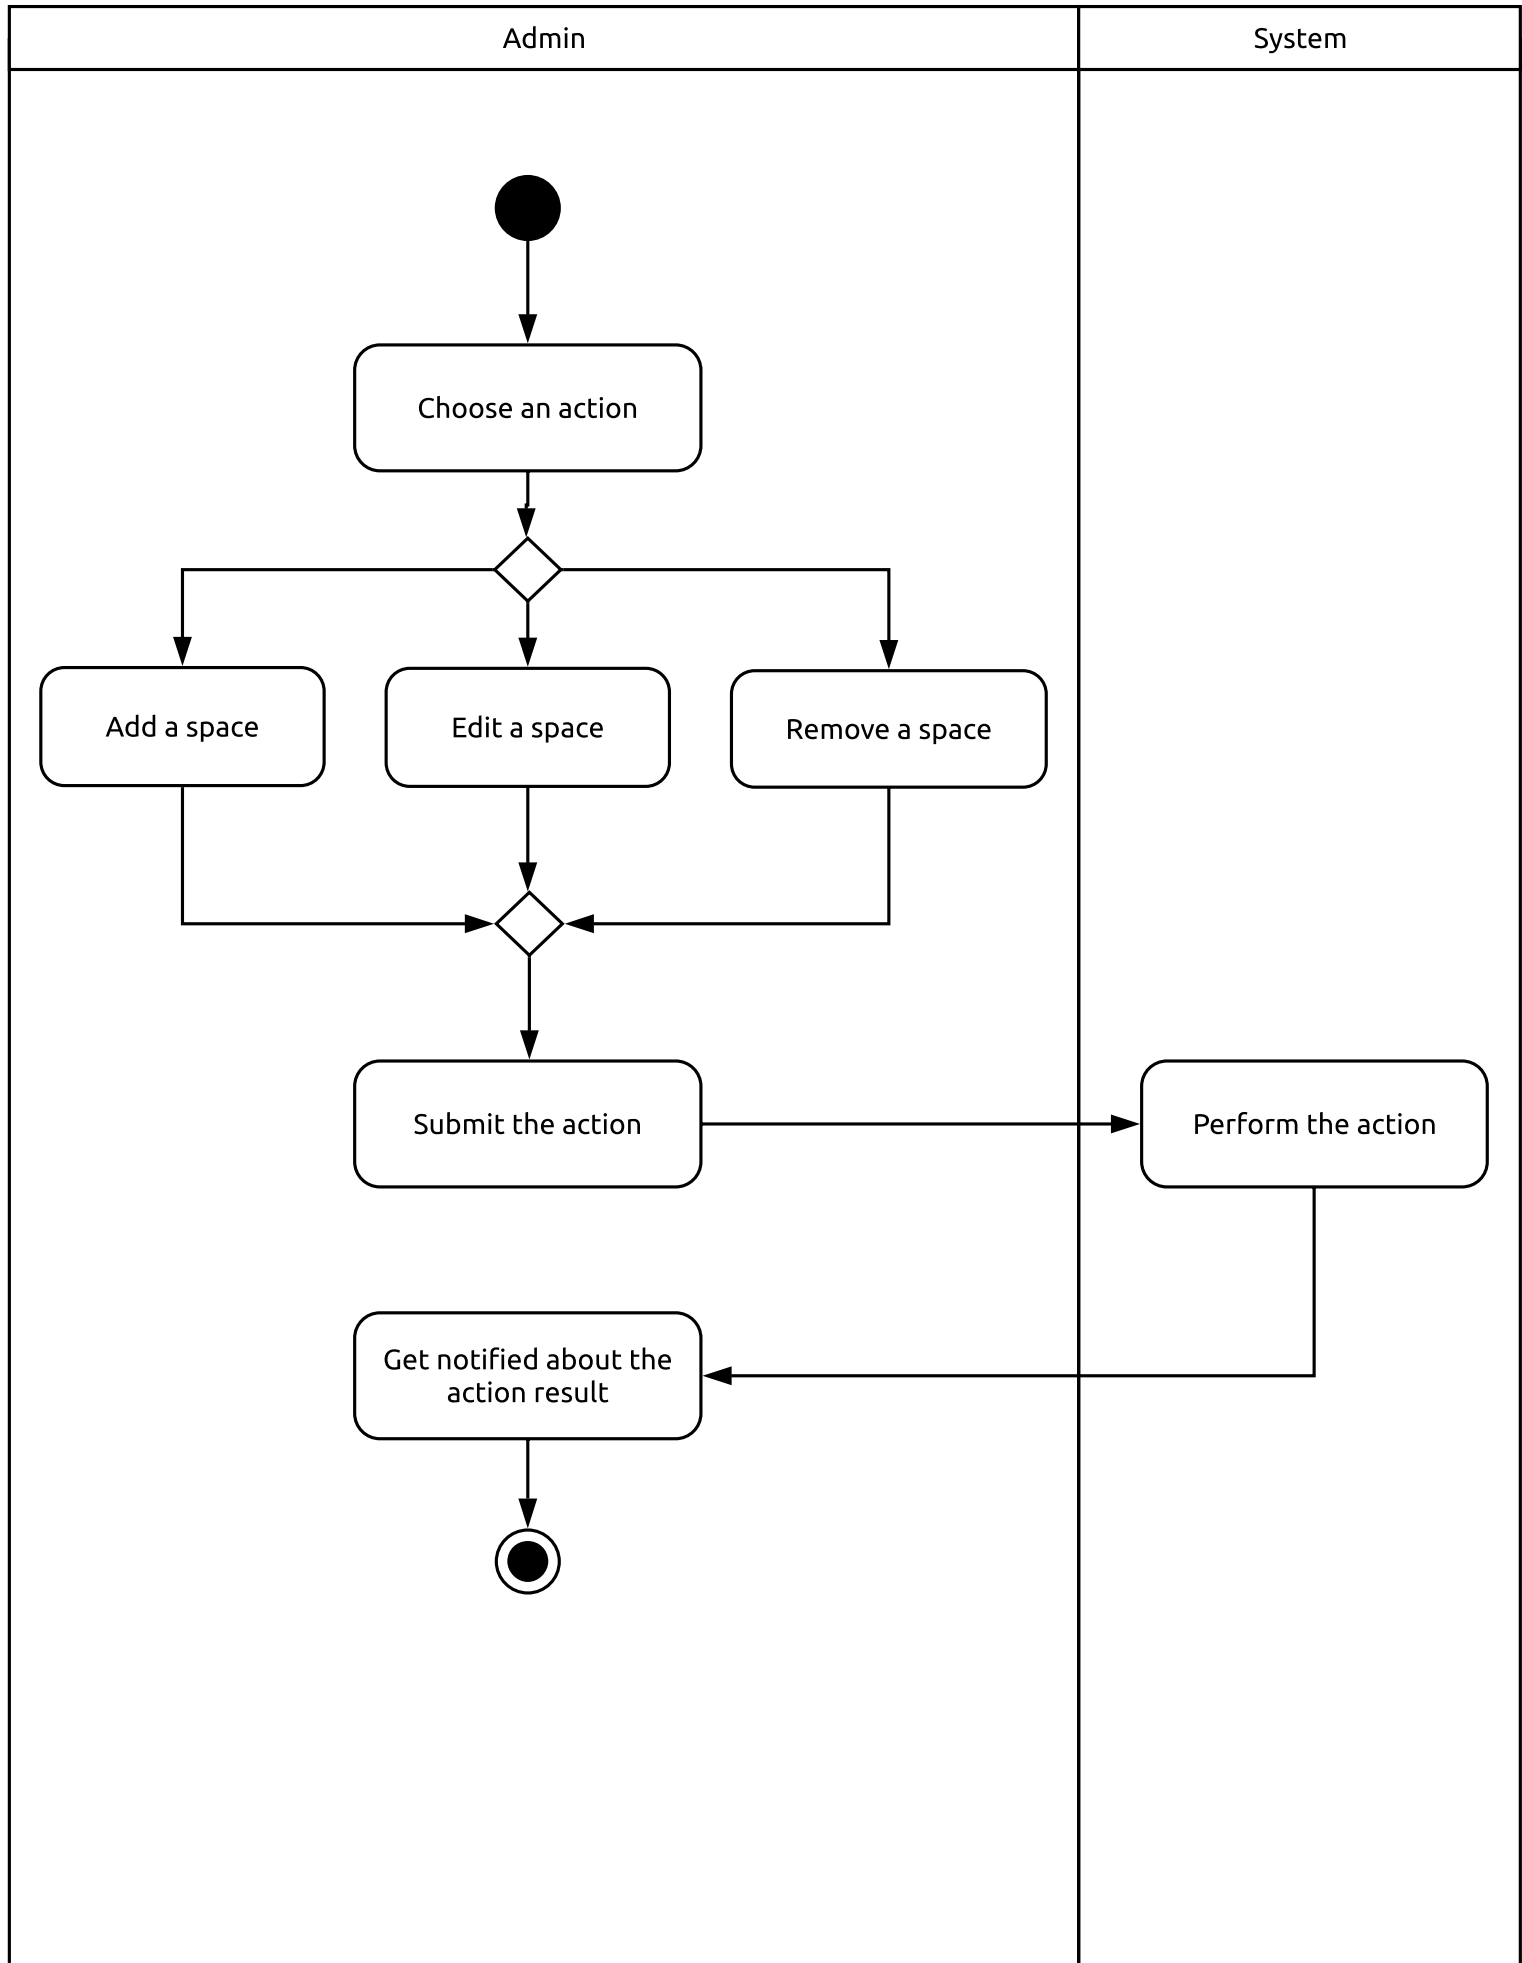 Admin
System
Choose an action
Add a space
Edit a space
Remove a space
Submit the action
Perform the action
Get notified about the
action result